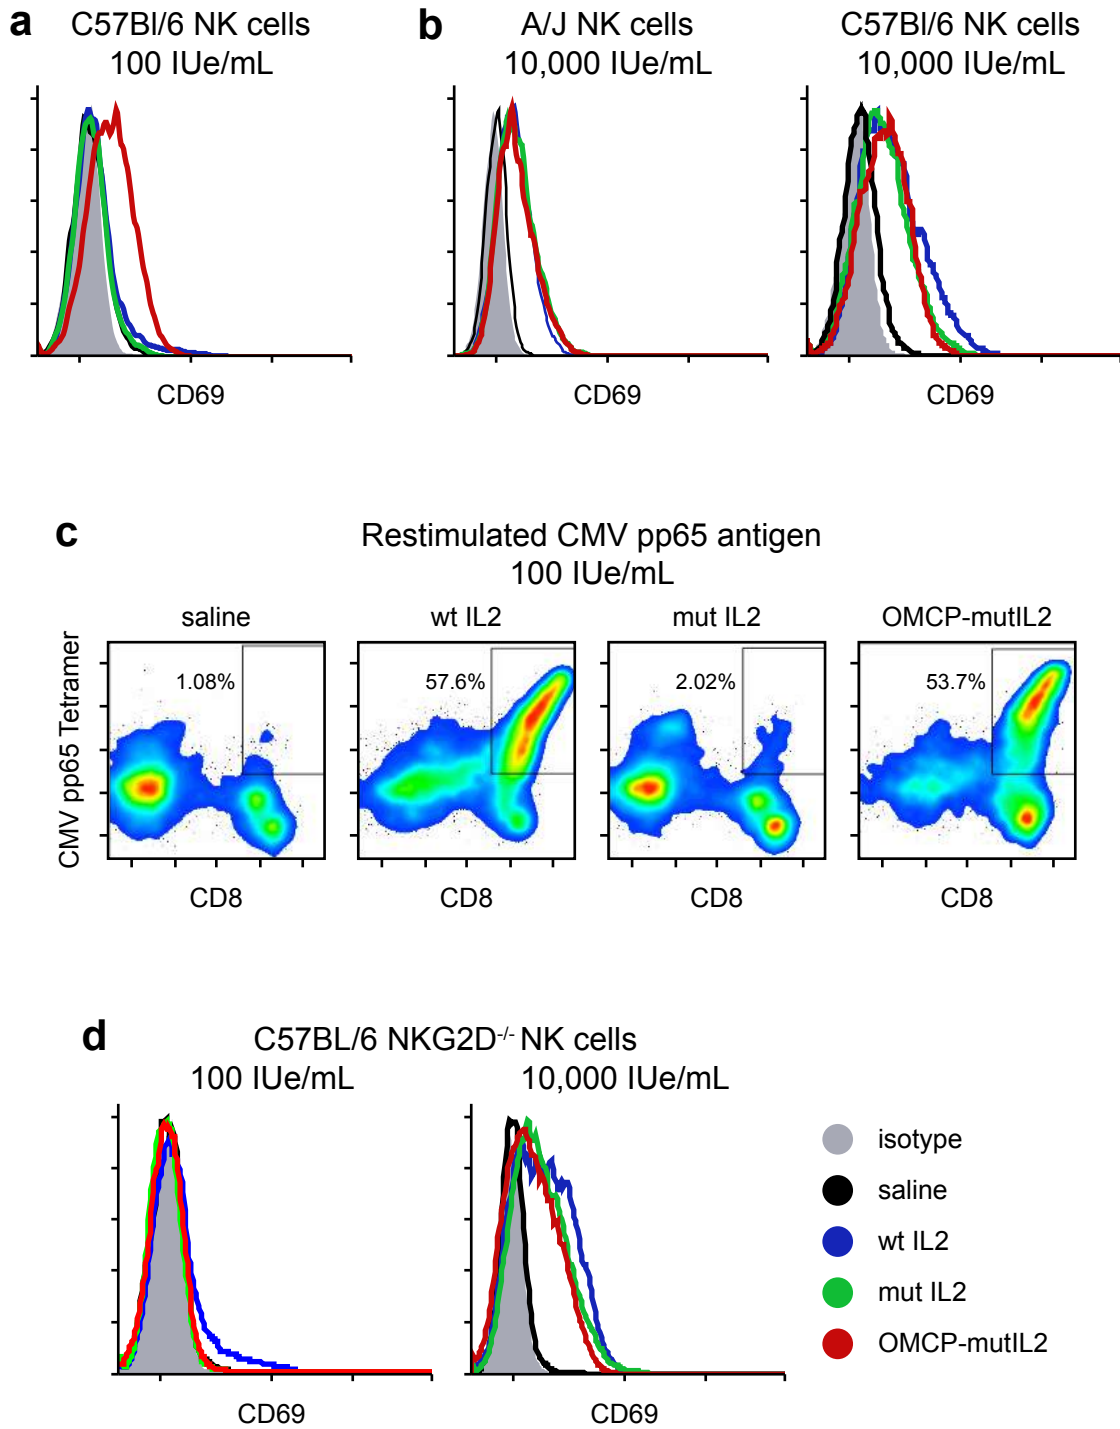 a
C57Bl/6 NK cells
100 IUe/mL
CD69
b
A/J NK cells
10,000 IUe/mL
CD69
C57Bl/6 NK cells
10,000 IUe/mL
CD69
c
Restimulated CMV pp65 antigen
100 IUe/mL
CMV pp65 Tetramer
saline
1.08%
CD8
wt IL2
57.6%
CD8
mut IL2
2.02%
CD8
OMCP-mutIL2
53.7%
CD8
d
C57BL/6 NKG2D-/- NK cells
100 IUe/mL
CD69
10,000 IUe/mL
CD69
isotype
saline
wt IL2
mut IL2
OMCP-mutIL2